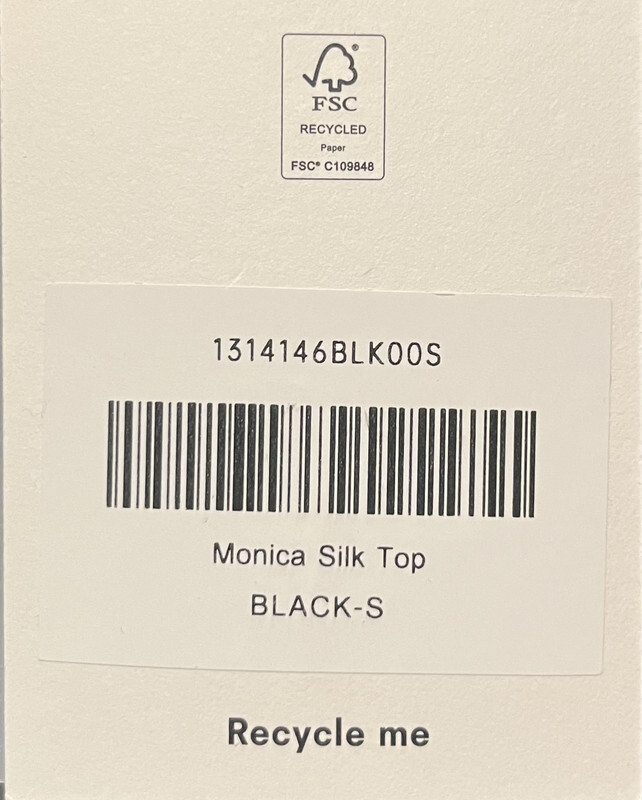 FSC®
RECYCLED
Paper
FSC® C109848
1314146BLK00S
Monica Silk Top
BLACK-S
Recycle me